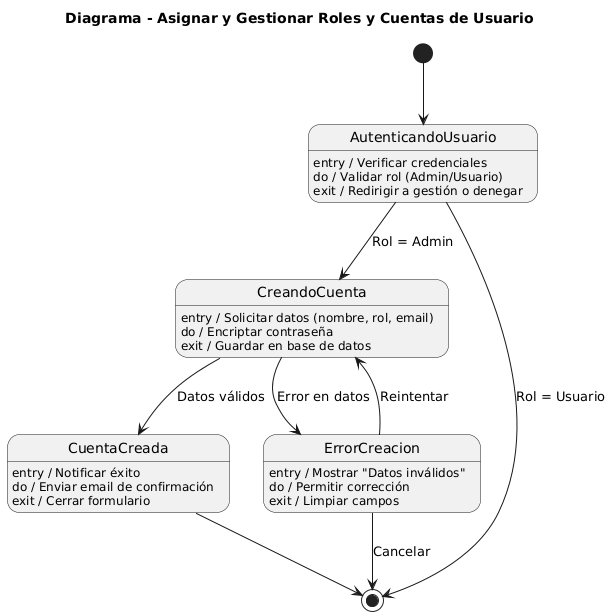 Diagrama - Asignar y Gestionar Roles y Cuentas de Usuario
AutenticandoUsuario
entry / Verificar credenciales
do / Validar rol (Admin/Usuario)
exit / Redirigir a gestión o denegar
Rol = Admin
CreandoCuenta
entry / Solicitar datos (nombre, rol, email)
do / Encriptar contraseña
exit / Guardar en base de datos
Datos válidos
Error en datos
Reintentar
Rol = Usuario
CuentaCreada
entry / Notificar éxito
do / Enviar email de confirmación
exit / Cerrar formulario
ErrorCreacion
entry / Mostrar "Datos inválidos"
do / Permitir corrección
exit / Limpiar campos
Cancelar